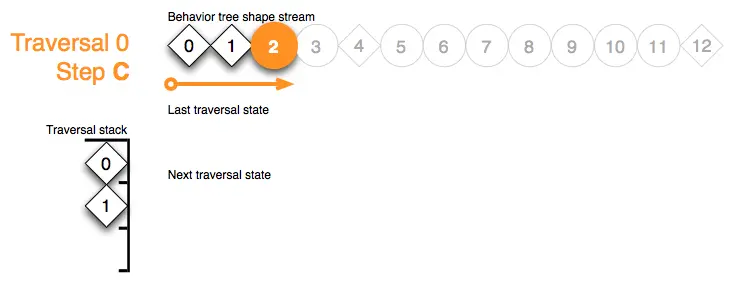 Behavior tree shape stream
Traversal 0
Step C
0 1 2 3 4 5 6 7 8 9 10 11 12
Last traversal state
Traversal stack
0
Next traversal state
1